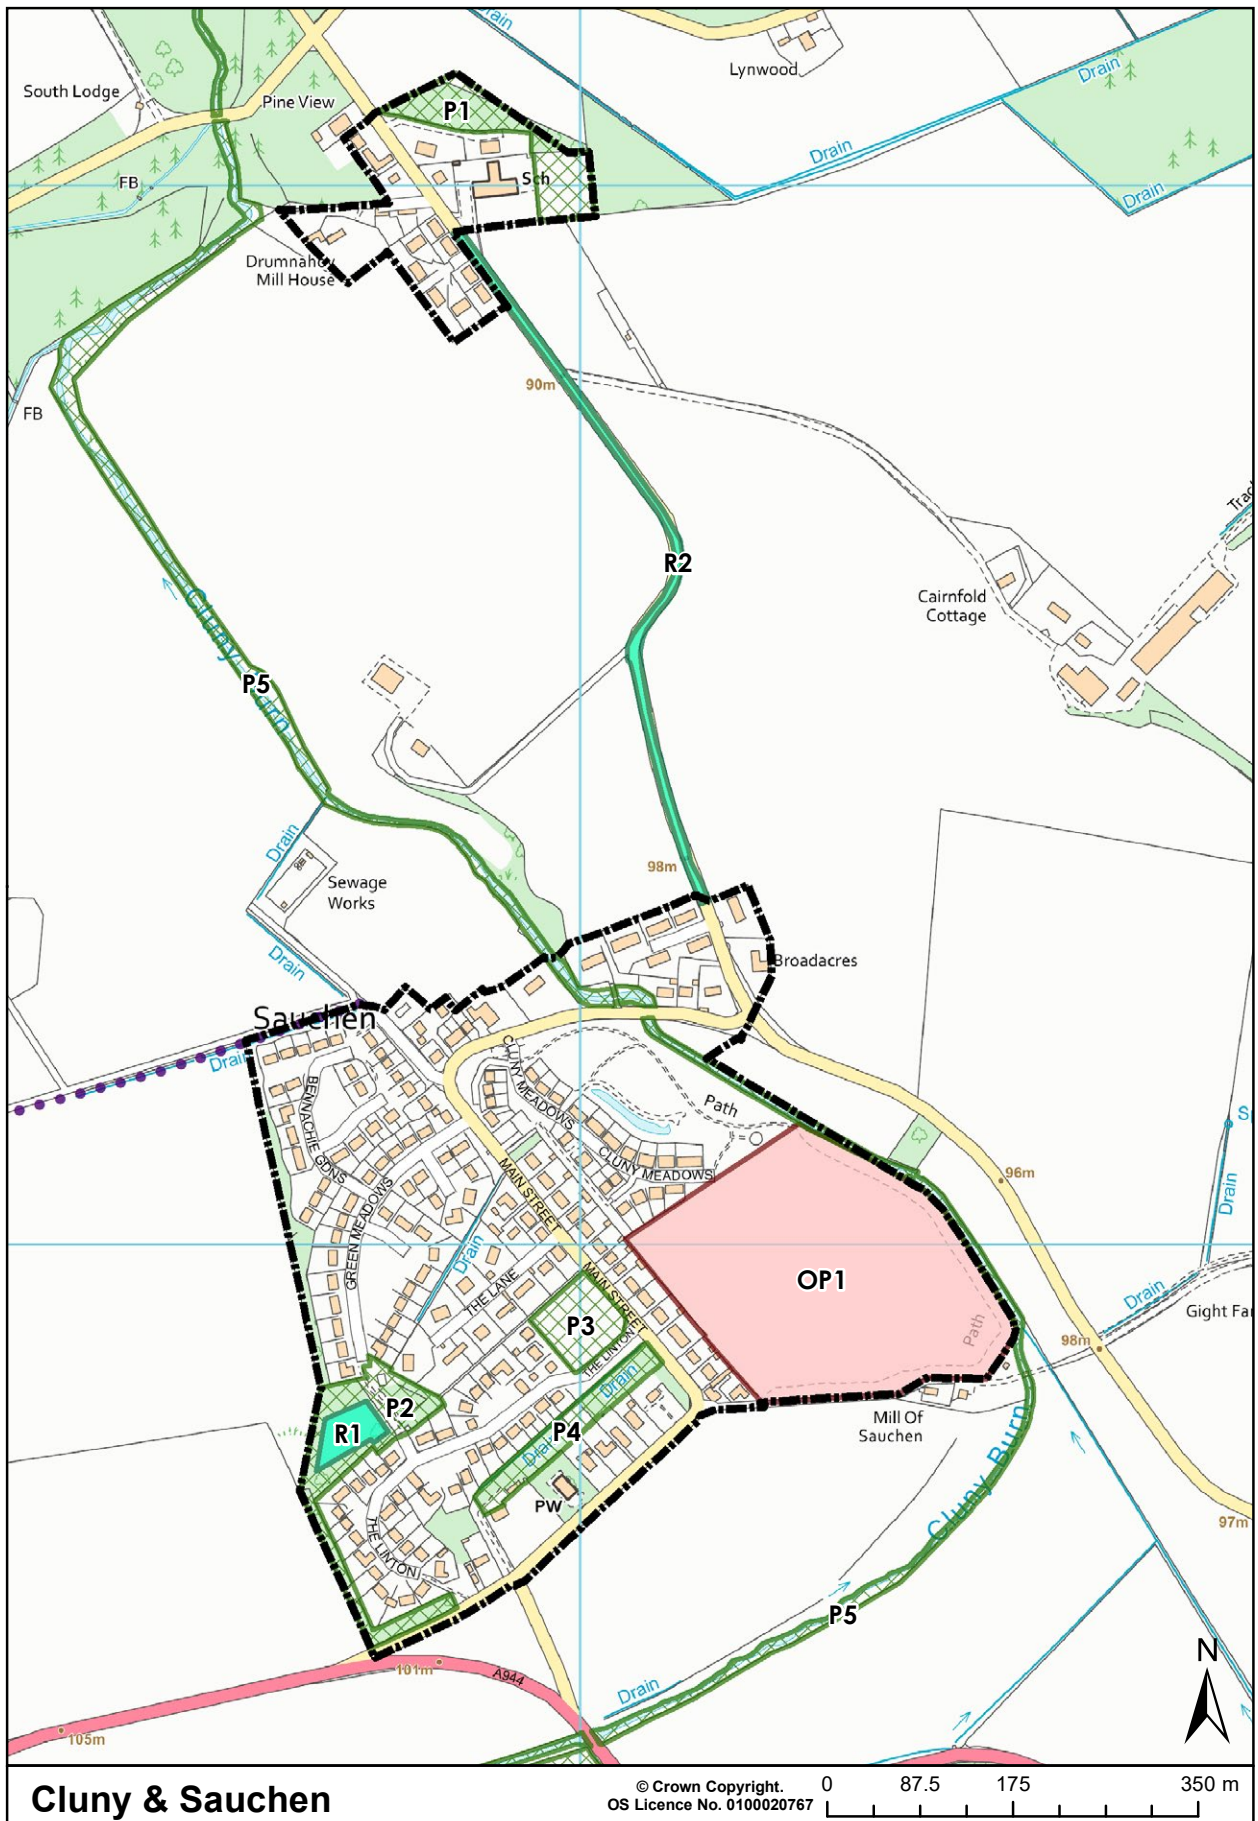 Drain
Lynwood
Drain
South Lodge
Pine View
P1
Drain
FB
Sch
Drain
Drumnahoy
Mill House
90m
FB
R2
Cairnfold
Cottage
Cluny Burn
P5
98m
Drain
Sewage
Works
Drain
Broadacres
Sauchen
Drain
CLUNY MEADOWS
Path
BENNACHIE GDNS
CLUNY MEADOWS
96m
MAIN STREET
GREEN MEADOWS
Drain
Drain
THE LANE
MAIN STREET
OP1
Drain
Gight Far
P3
THE LINTON
Path
98m
Drain
P2
R1
P4
Drain
Mill Of
Sauchen
Cluny Burn
PW
THE LINTON
97m
P5
N
101m
A944
Drain
105m
Cluny & Sauchen
© Crown Copyright.
OS Licence No. 0100020767
0 87.5 175 350 m